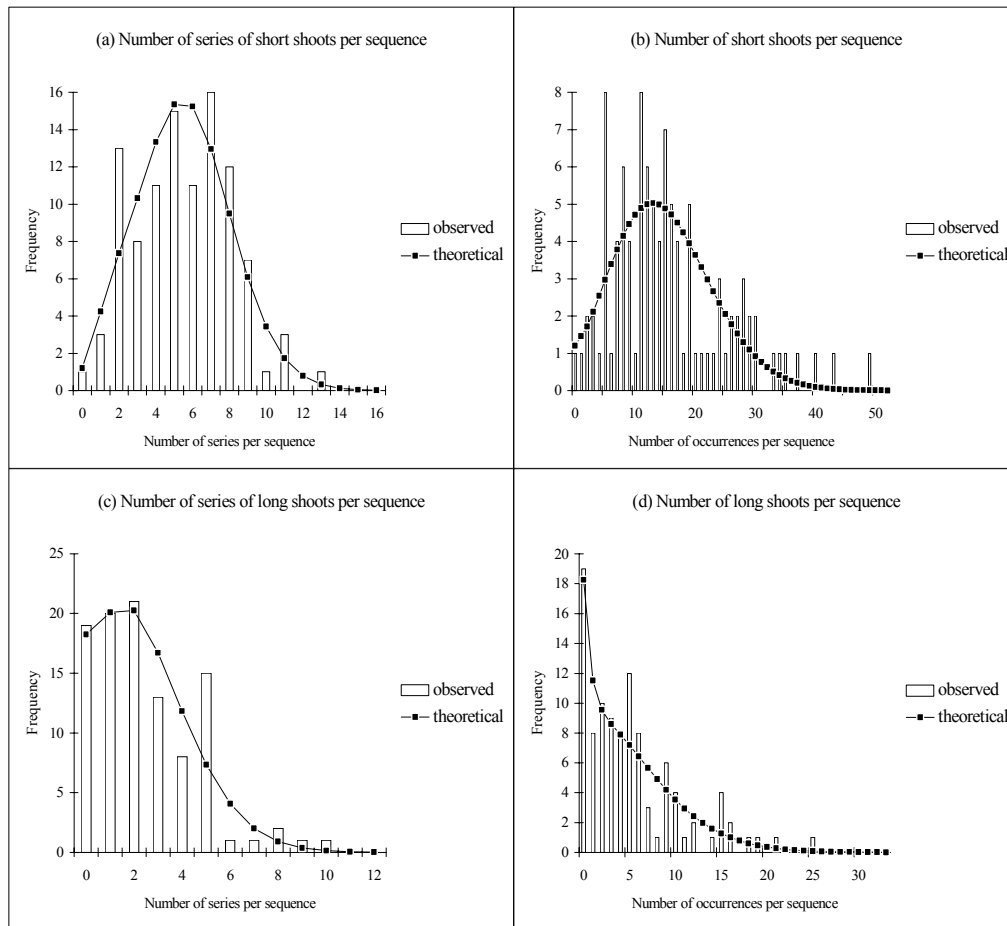 (a) Number of series of short shoots per sequence
16
14
12
10
8
6
4
2
0
Frequency
0 2 4 6 8 10 12 14 16
Number of series per sequence
observed
theoretical
(b) Number of short shoots per sequence
8
7
6
5
4
3
2
1
0
Frequency
0 10 20 30 40 50
Number of occurrences per sequence
observed
theoretical
(c) Number of series of long shoots per sequence
25
20
15
10
5
0
Frequency
0 2 4 6 8 10 12
Number of series per sequence
observed
theoretical
(d) Number of long shoots per sequence
20
18
16
14
12
10
8
6
4
2
0
Frequency
0 5 10 15 20 25 30
Number of occurrences per sequence
observed
theoretical